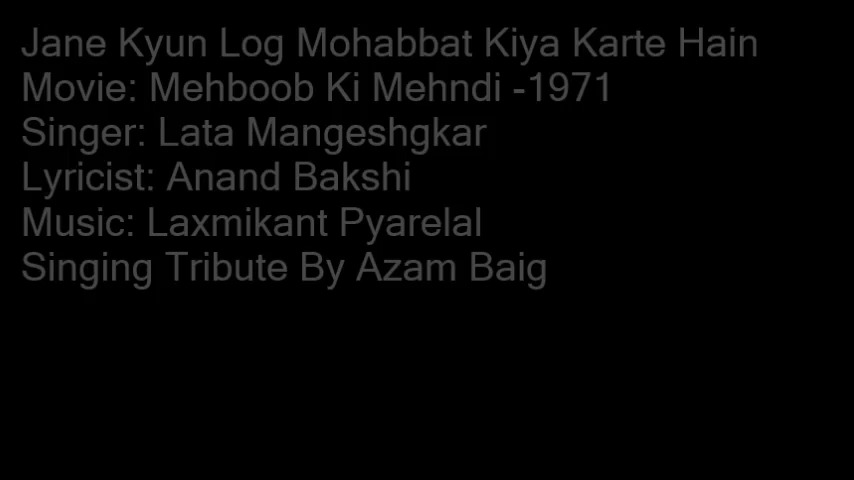 Jane Kyun Log Mohabbat Kiya Karte Hain
Movie: Mehboob Ki Mehndi -1971
Singer: Lata Mangeshgkar
Lyricist: Anand Bakshi
Music: Laxmikant Pyarelal
Singing Tribute By Azam Baig